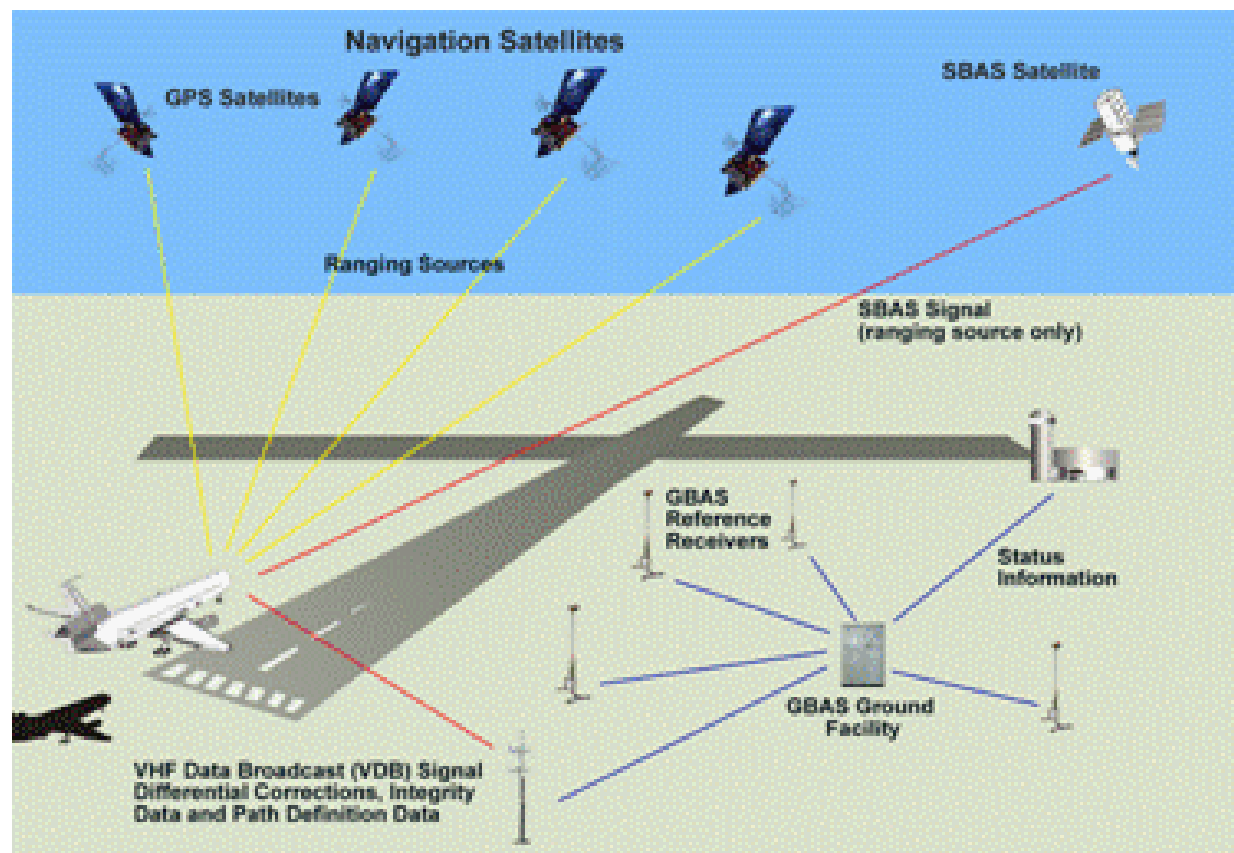 Navigation Satellites
GPS Satellites
SBAS Satellite
Ranging Sources
SBAS Signal
(ranging source only)
GBAS
Reference
Receivers
Status
Information
GBAS Ground
Facility
VHF Data Broadcast (VDB) Signal
Differential Corrections, Integrity
Data and Path Definition Data